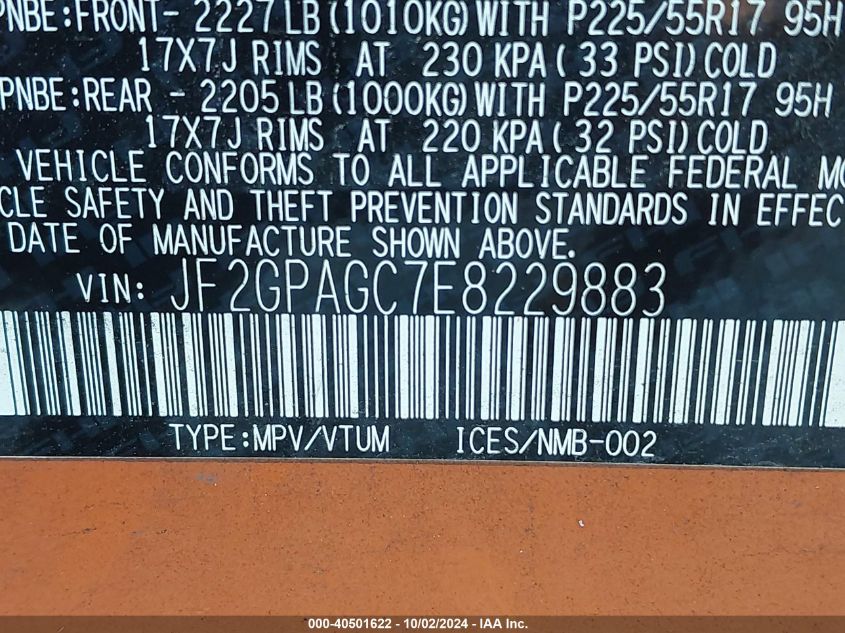 PNBE:FRONT- 2227 LB(1010KG)WITH P225/55R17 95H
17X7J RIMS AT 230 KPA( 33 PSI)COLD
PNBE:REAR - 2205 LB(1000KG)WITH P225/55R17 95H
17X7J RIMS AT 220 KPA( 32 PSI)COLD
VEHICLE CONFORMS TO ALL APPLICABLE FEDERAL MO
CLE SAFETY AND THEFT PREVENTION STANDARDS IN EFFEC
DATE OF MANUFACTURE SHOWN ABOVE.
VIN: JF2GPAGC7E8229883
TYPE:MPV/VTUM ICES/NMB-002
000-40501622 - 10/02/2024 - IAA Inc.